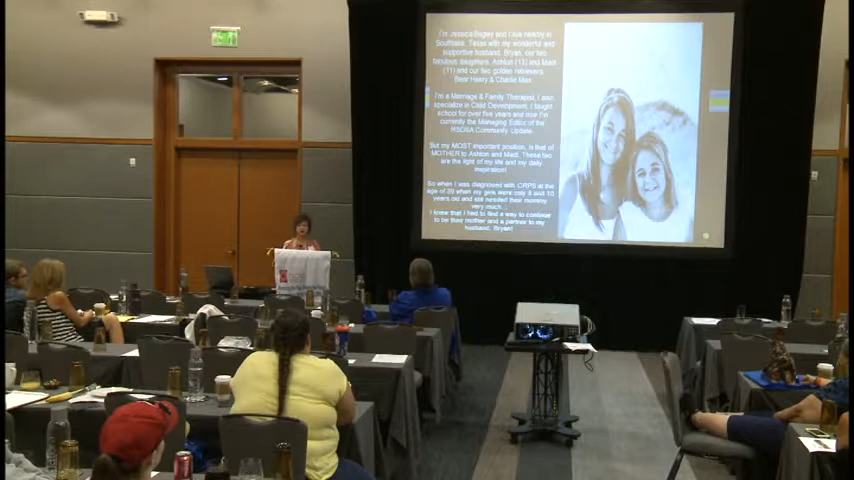 EXIT
I'm Jessica Begley and I live nearby in
Southlake, Texas with my wonderful and
supportive husband, Bryan, our two
fabulous daughters, Ashton (13) and Madi
(11) and our two golden retrievers
Bear Heary & Charlie Mae.
I'm a Marriage & Family Therapist, I also
specialize in Child Development, I taught
school for over five years and now I'm
currently the Managing Editor of the
RSDSA Community Update.
But my MOST important position, is that of
MOTHER to Ashton and Madi. These two
are the light of my life and my daily
inspiration!
So when I was diagnosed with CRPS at the
age of 39 when my girls were only 8 and 10
years old and still needed their mommy
very much...
I knew that I had to find a way to continue
to be their mother and a partner to my
husband, Bryan!